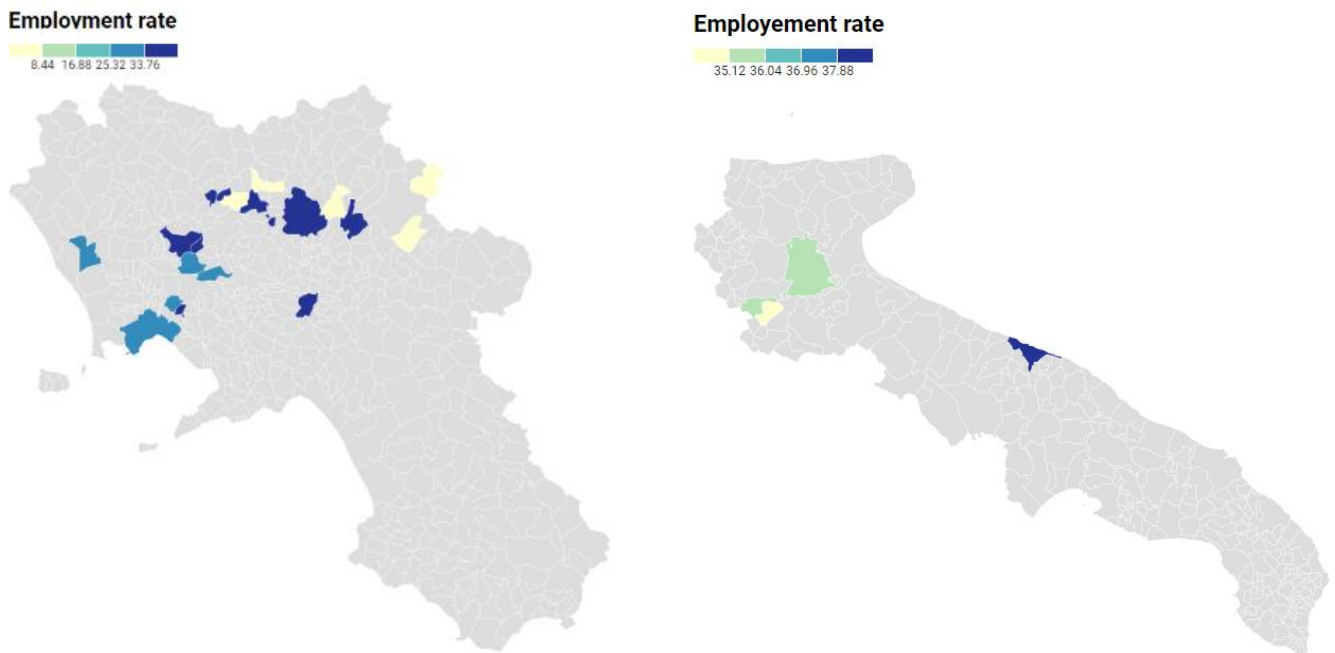 Employment rate
8.44 16.88 25.32 33.76
Employement rate
35.12 36.04 36.96 37.88